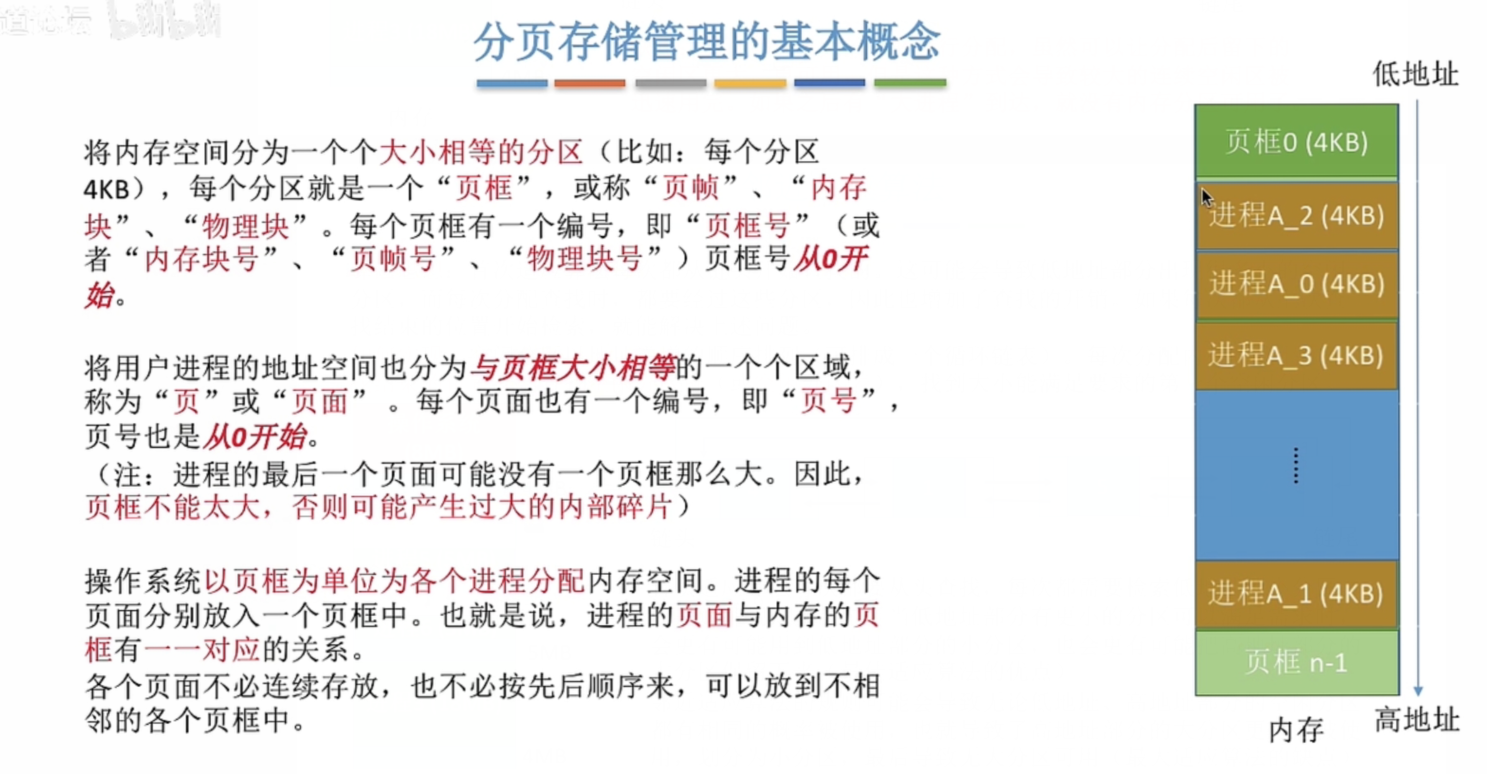 bilibili
分页存储管理的基本概念
将内存空间分为一个个大小相等的分区（比如：每个分区
4KB），每个分区就是一个“页框”，或称“页帧”、“内存
块”、“物理块”。每个页框有一个编号，即“页框号”（或
者“内存块号”、“页帧号”、“物理块号”）页框号从0开
始。
将用户进程的地址空间也分为与页框大小相等的一个个区域，
称为“页”或“页面” 。每个页面也有一个编号，即“页号”，
页号也是从0开始。
（注：进程的最后一个页面可能没有一个页框那么大。因此，
页框不能太大，否则可能产生过大的内部碎片）
操作系统以页框为单位为各个进程分配内存空间。进程的每个
页面分别放入一个页框中。也就是说，进程的页面与内存的页
框有一一对应的关系。
各个页面不必连续存放，也不必按先后顺序来，可以放到不相
邻的各个页框中。
低地址
页框0 (4KB)
进程A_2 (4KB)
进程A_0 (4KB)
进程A_3 (4KB)
进程A_1 (4KB)
页框 n-1
内存
高地址